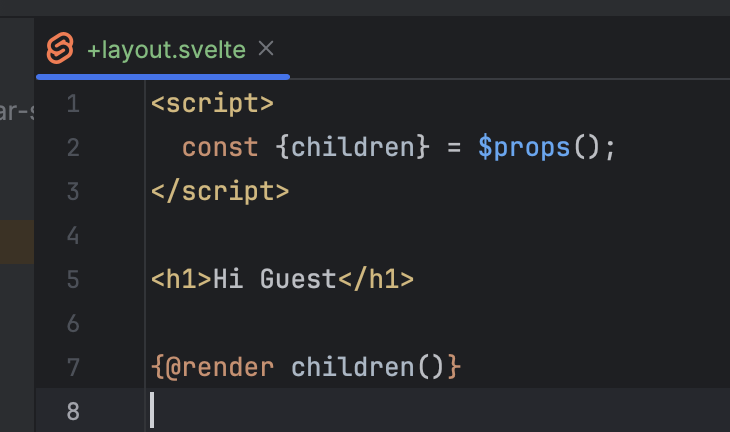 +layout.svelte
ar-s
1 <script>
2 const {children} = $props();
3 </script>
4
5 <h1>Hi Guest</h1>
6
7 {@render children()}
8